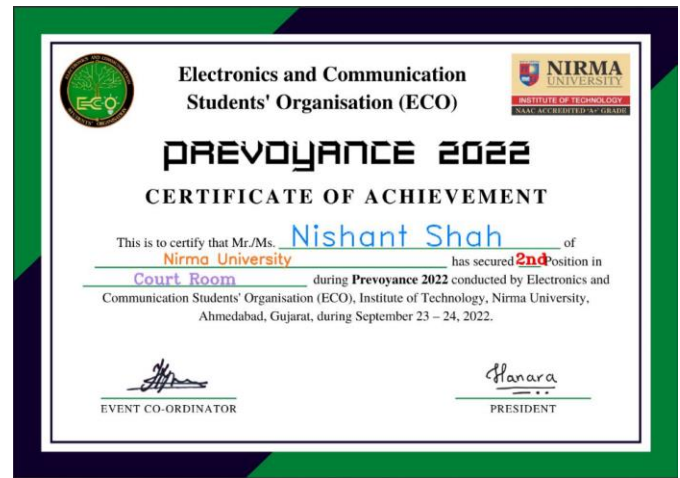 Electronics and Communication
Students' Organisation (ECO)
ECO
NIRMA
UNIVERSITY
INSTITUTE OF TECHNOLOGY
NAAC ACCREDITED 'A+' GRADE
PREVOYANCE 2022
CERTIFICATE OF ACHIEVEMENT
This is to certify that Mr./Ms. Nishant Shah of
Nirma University has secured 2nd Position in
Court Room during Prevoyance 2022 conducted by Electronics and
Communication Students' Organisation (ECO), Institute of Technology, Nirma University,
Ahmedabad, Gujarat, during September 23 – 24, 2022.
Hanara
EVENT CO-ORDINATOR
PRESIDENT